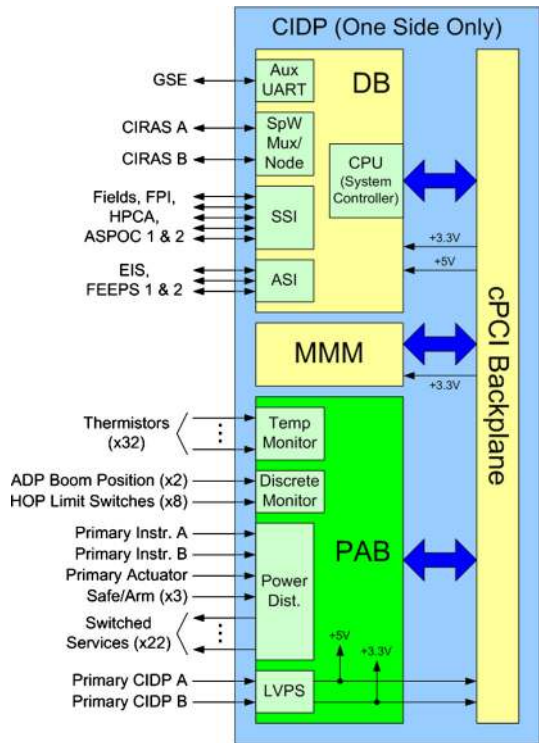 CIDP (One Side Only)
GSE
Aux
UART
DB
CIRAS A
CIRAS B
SpW
Mux/
Node
CPU
(System
Controller)
Fields, FPI,
HPCA,
ASPOC 1 & 2
SSI
+3.3V
+5V
EIS,
FEEPS 1 & 2
ASI
MMM
+3.3V
cPCI Backplane
Thermistors
(x32)
Temp
Monitor
ADP Boom Position (x2)
HOP Limit Switches (x8)
Discrete
Monitor
PAB
Primary Instr. A
Primary Instr. B
Primary Actuator
Safe/Arm (x3)
Switched
Services (x22)
Power
Dist.
+5V
+3.3V
Primary CIDP A
Primary CIDP B
LVPS